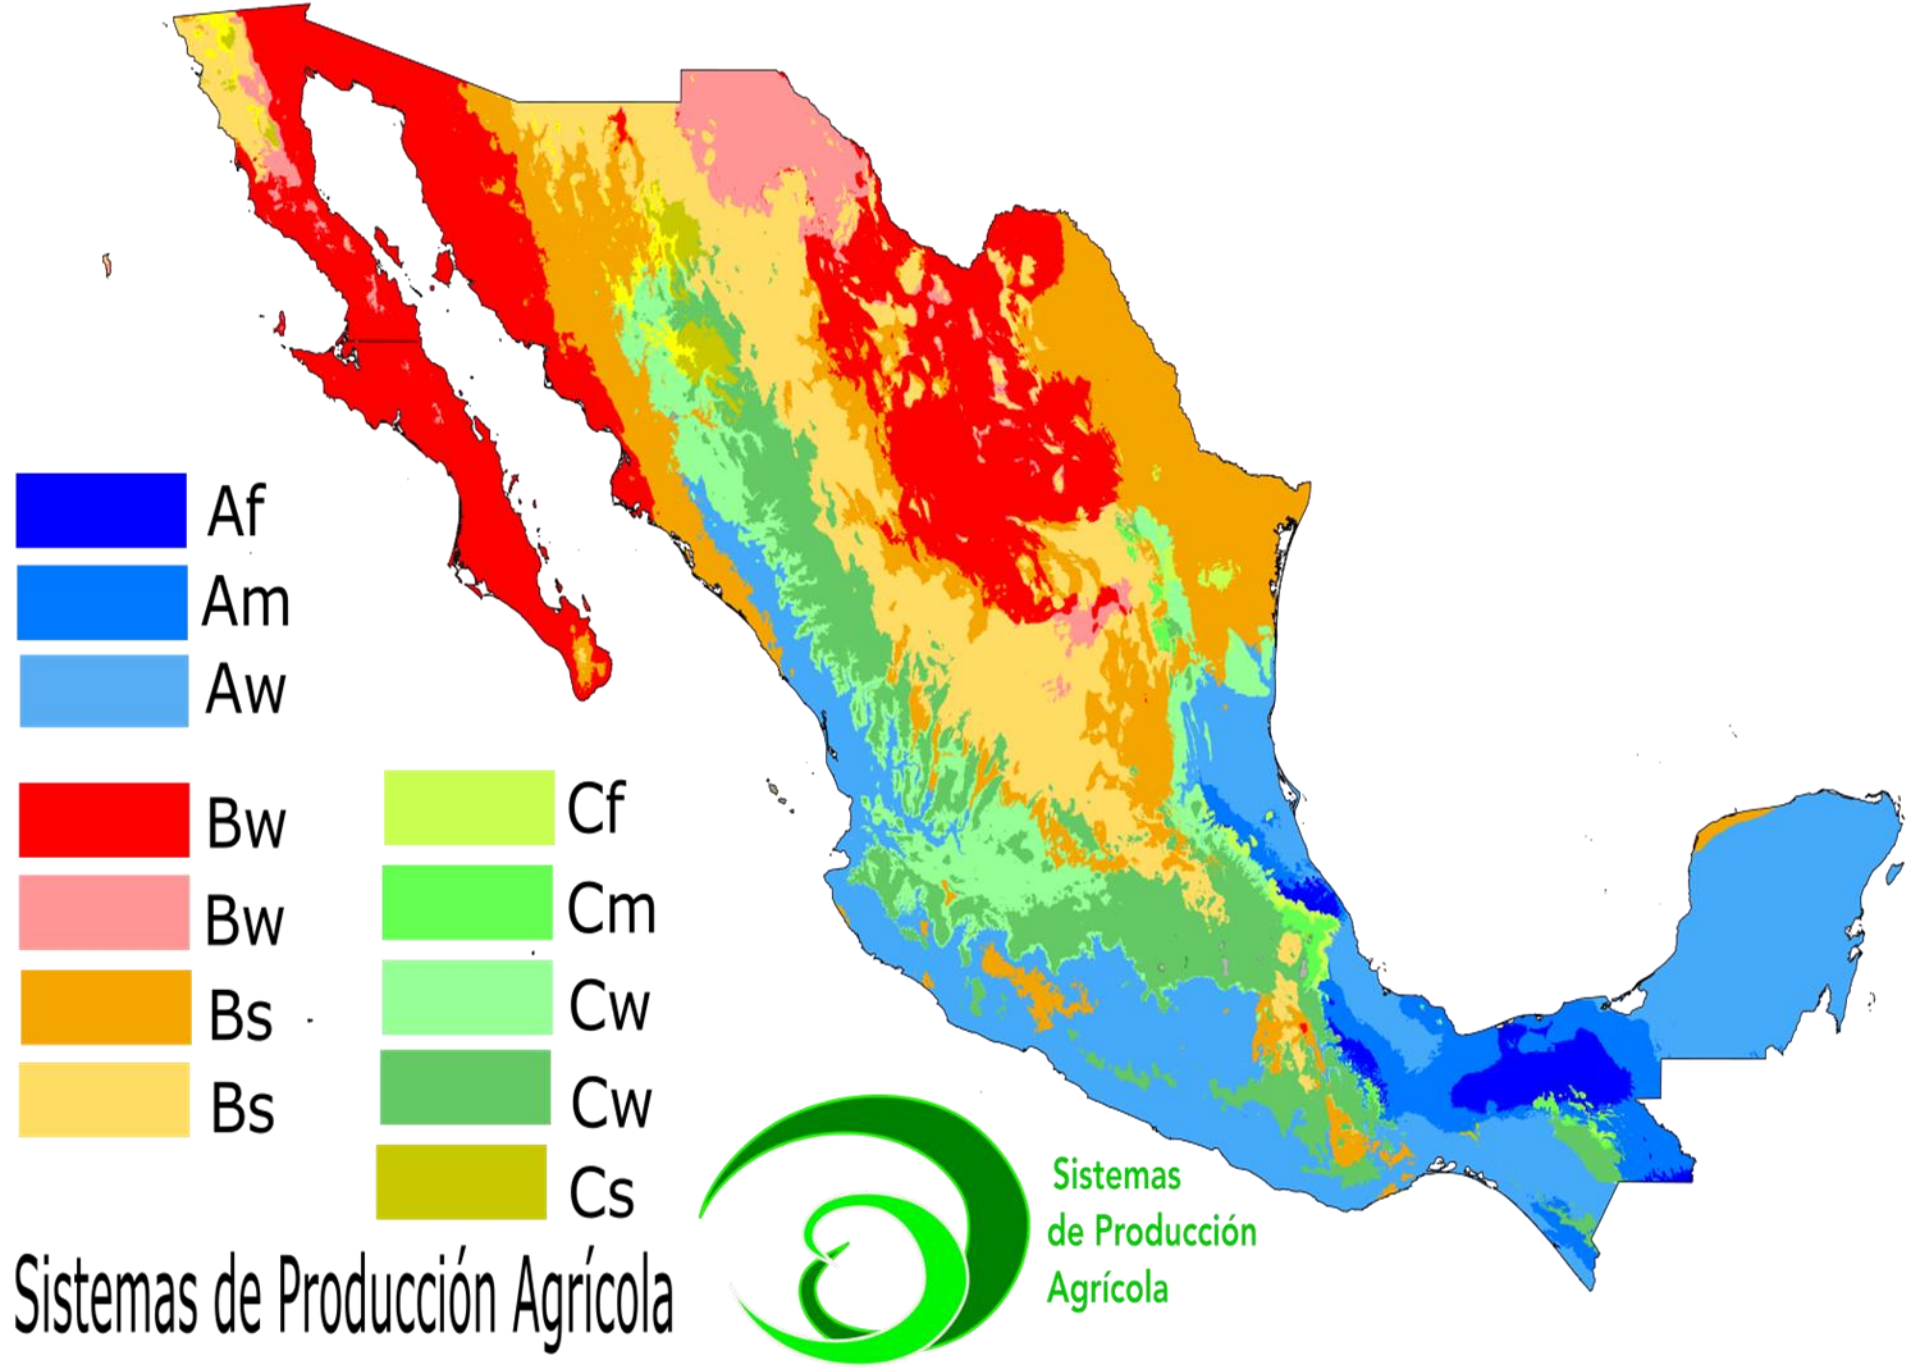 Af
Am
Aw
Bw
Bw
Bs
Bs
Cf
Cm
Cw
Cw
Cs
Sistemas de Producción Agrícola
Sistemas
de Producción
Agrícola